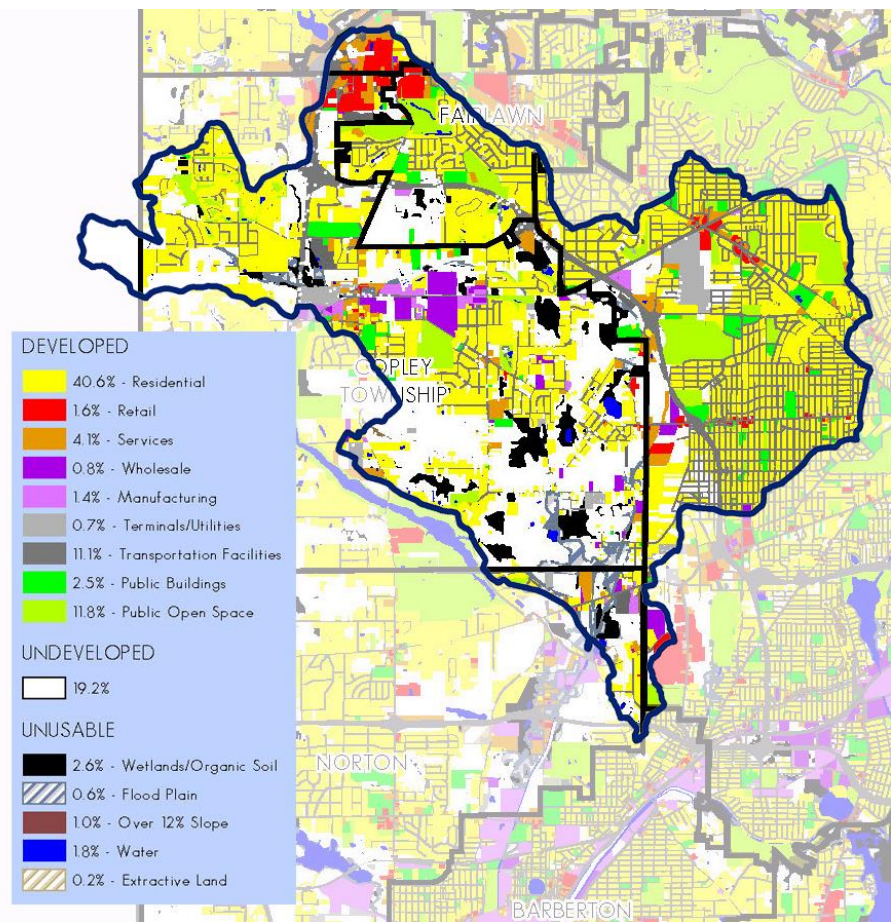 FAIRLAWN
COPLEY
TOWNSHIP
DEVELOPED
40.6% - Residential
1.6% - Retail
4.1% - Services
0.8% - Wholesale
1.4% - Manufacturing
0.7% - Terminals/Utilities
11.1% - Transportation Facilities
2.5% - Public Buildings
11.8% - Public Open Space
UNDEVELOPED
19.2%
UNUSABLE
2.6% - Wetlands/Organic Soil
0.6% - Flood Plain
1.0% - Over 12% Slope
1.8% - Water
0.2% - Extractive Land
NORTON
BARBERTON